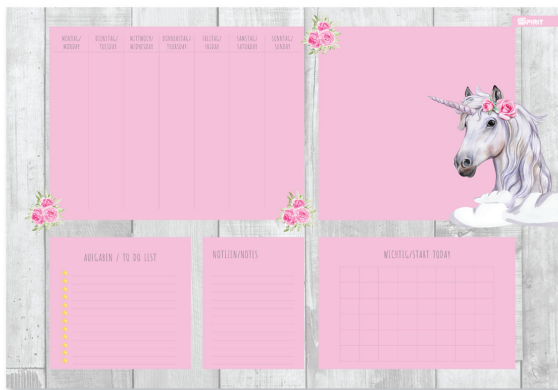 SPIRIT
MONTAG/ MONDAY
DIENSTAG/ TUESDAY
MITTWOCH/ WEDNESDAY
DONNERSTAG/ THURSDAY
FREITAG/ FRIDAY
SAMSTAG/ SATURDAY
SONNTAG/ SUNDAY
AUFGABEN / TO DO LIST
NOTIZEN/NOTES
WICHTIG/START TODAY